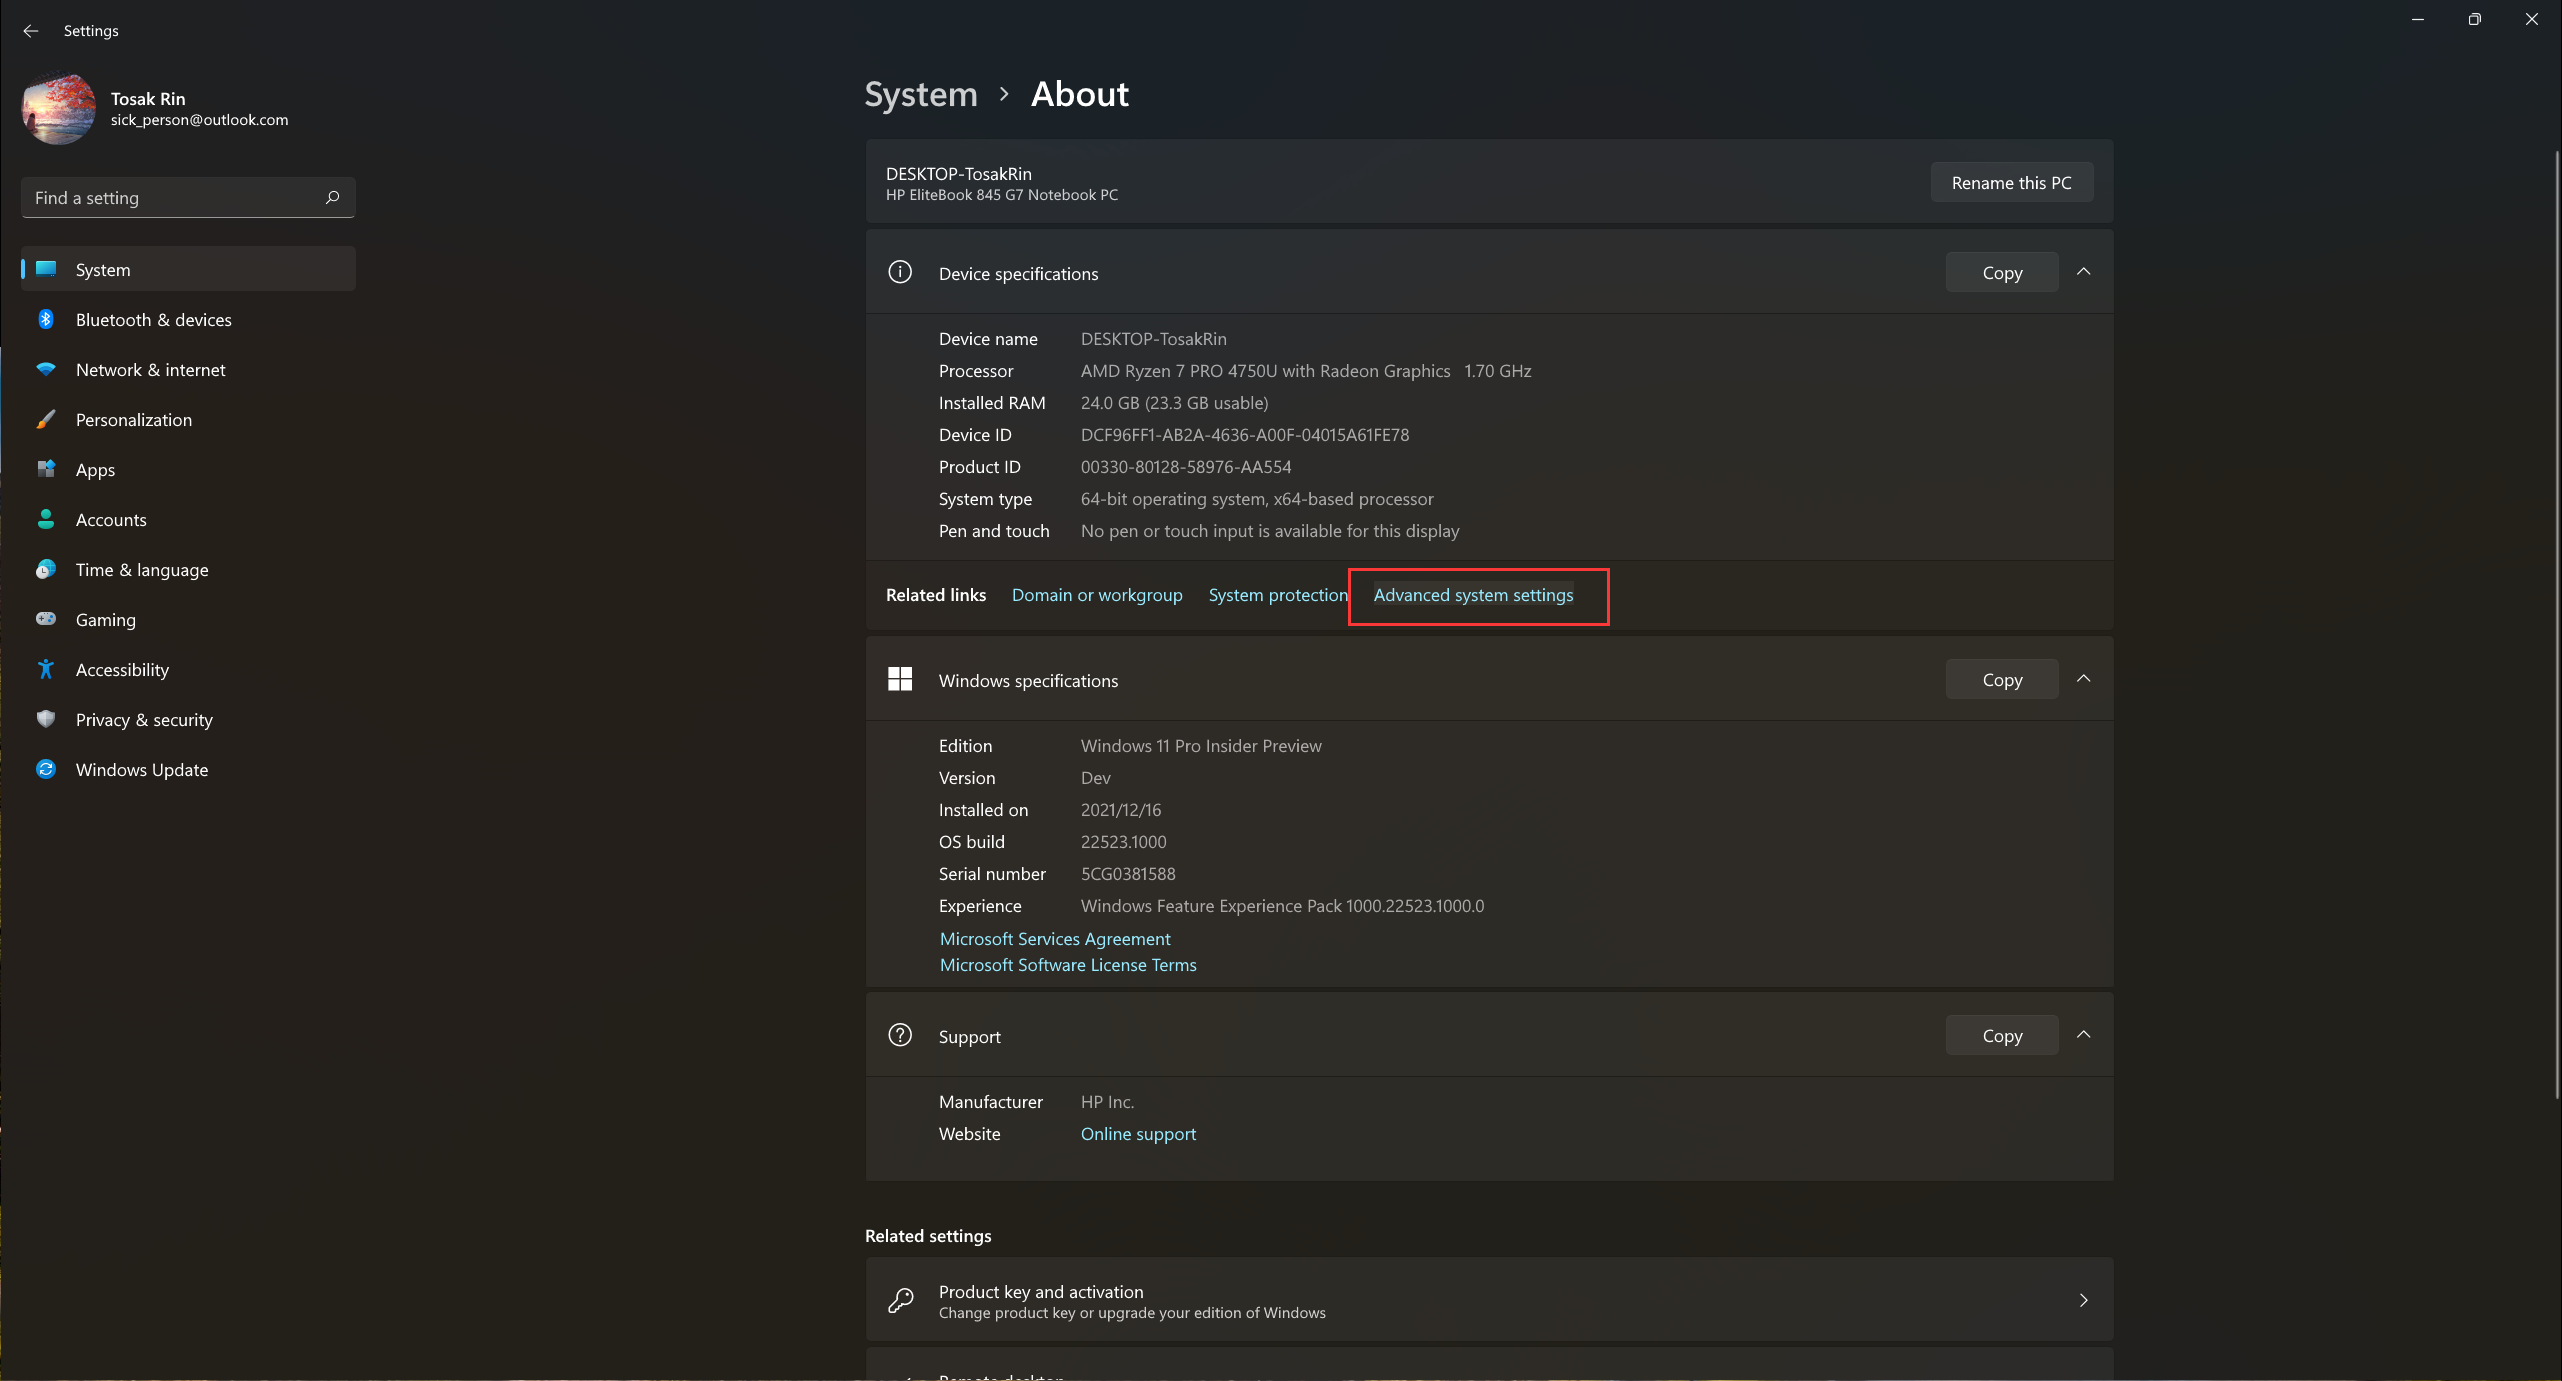 Settings
Tosak Rin
sick_person@outlook.com
Find a setting
System
Bluetooth & devices
Network & internet
Personalization
Apps
Accounts
Time & language
Gaming
Accessibility
Privacy & security
Windows Update
System > About
DESKTOP-TosakRin
HP EliteBook 845 G7 Notebook PC
Rename this PC
Device specifications
Copy
Device name DESKTOP-TosakRin
Processor AMD Ryzen 7 PRO 4750U with Radeon Graphics 1.70 GHz
Installed RAM 24.0 GB (23.3 GB usable)
Device ID DCF96FF1-AB2A-4636-A00F-04015A61FE78
Product ID 00330-80128-58976-AA554
System type 64-bit operating system, x64-based processor
Pen and touch No pen or touch input is available for this display
Related links Domain or workgroup System protection Advanced system settings
Windows specifications
Copy
Edition Windows 11 Pro Insider Preview
Version Dev
Installed on 2021/12/16
OS build 22523.1000
Serial number 5CG0381588
Experience Windows Feature Experience Pack 1000.22523.1000.0
Microsoft Services Agreement
Microsoft Software License Terms
Support
Copy
Manufacturer HP Inc.
Website Online support
Related settings
Product key and activation
Change product key or upgrade your edition of Windows
Remote desktop